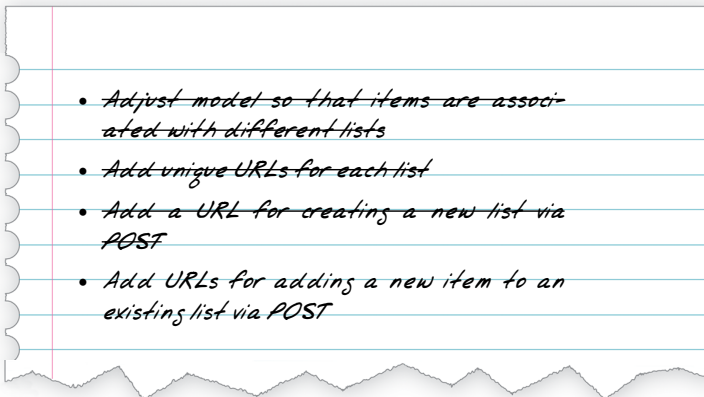 • Adjust model so that items are associ-
ated with different lists
• Add unique URLs for each list
• Add a URL for creating a new list via
POST
• Add URLs for adding a new item to an
existing list via POST